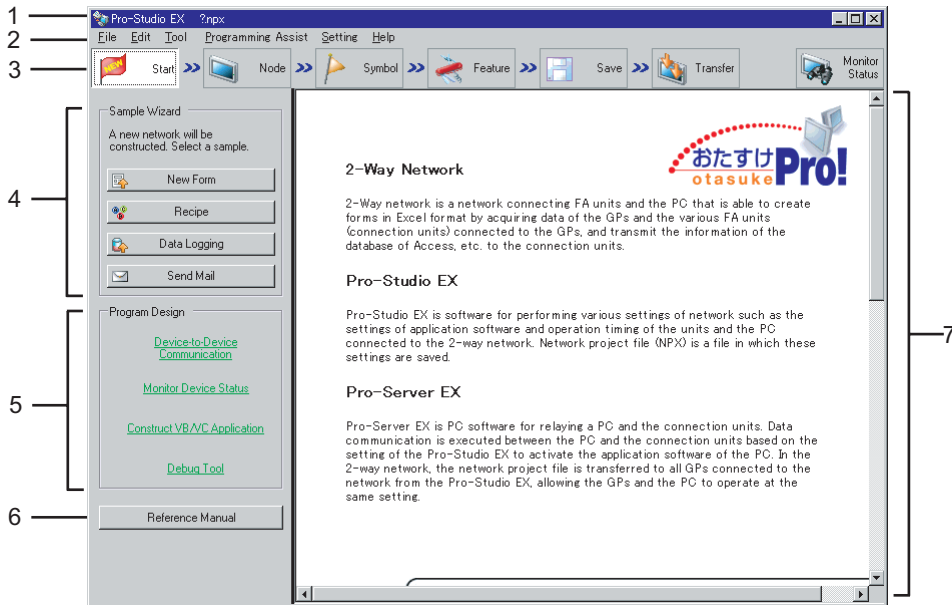 1
Pro-Studio EX ?.npx
2
File Edit Tool Programming Assist Setting Help
3
NEW
Start
Node
Symbol
Feature
Save
Transfer
Monitor
Status
4
Sample Wizard
A new network will be
constructed. Select a sample.
New Form
Recipe
Data Logging
Send Mail
5
Program Design
Device-to-Device
Communication
Monitor Device Status
Construct VB/VC Application
Debug Tool
6
Reference Manual
7
おたすけ Pro!
otasuke
2-Way Network
2-Way network is a network connecting FA units and the PC that is able to create
forms in Excel format by acquiring data of the GPs and the various FA units
(connection units) connected to the GPs, and transmit the information of the
database of Access, etc. to the connection units.
Pro-Studio EX
Pro-Studio EX is software for performing various settings of network such as the
settings of application software and operation timing of the units and the PC
connected to the 2-way network. Network project file (NPX) is a file in which these
settings are saved.
Pro-Server EX
Pro-Server EX is PC software for relaying a PC and the connection units. Data
communication is executed between the PC and the connection units based on the
setting of the Pro-Studio EX to activate the application software of the PC. In the
2-way network, the network project file is transferred to all GPs connected to the
network from the Pro-Studio EX, allowing the GPs and the PC to operate at the
same setting.